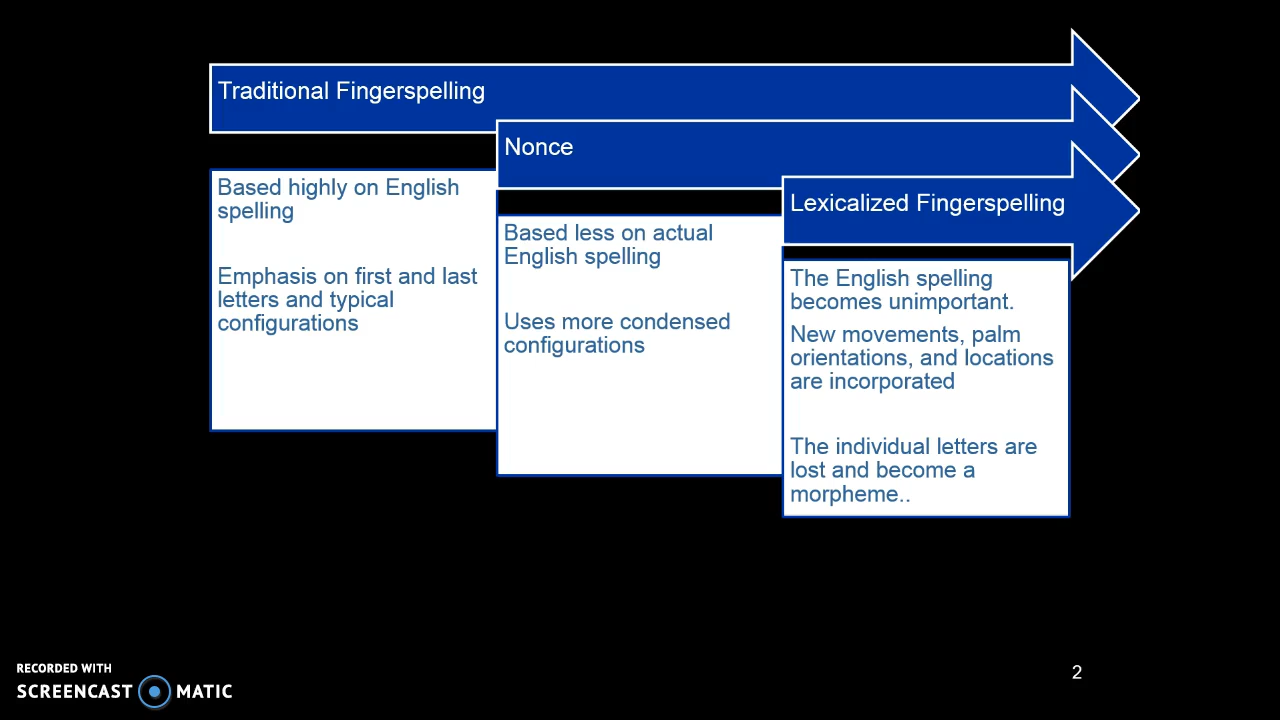 Traditional Fingerspelling
Based highly on English
spelling
Emphasis on first and last
letters and typical
configurations
Nonce
Based less on actual
English spelling
Uses more condensed
configurations
Lexicalized Fingerspelling
The English spelling
becomes unimportant.
New movements, palm
orientations, and locations
are incorporated
The individual letters are
lost and become a
morpheme..
RECORDED WITH
SCREENCAST MATIC
2